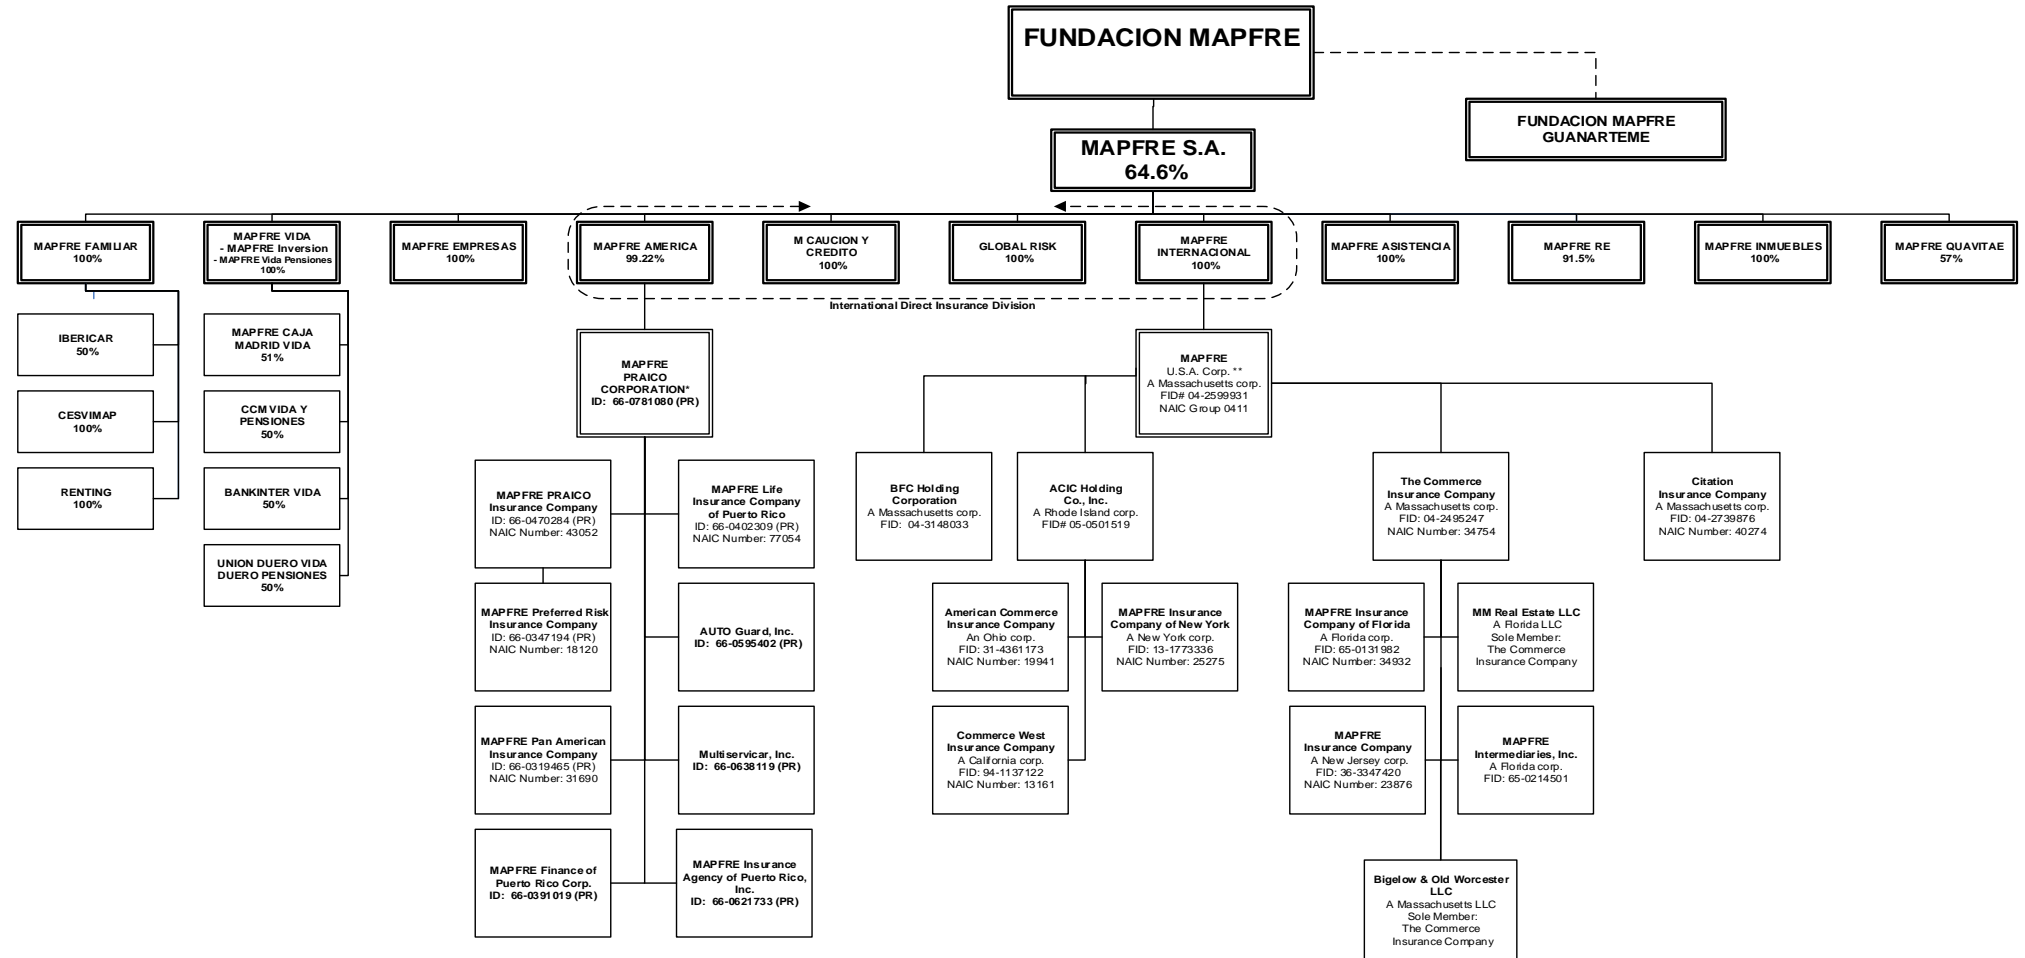 FUNDACION MAPFRE
FUNDACION MAPFRE
GUANARTEME
MAPFRE S.A.
64.6%
MAPFRE FAMILIAR
100%
MAPFRE VIDA
- MAPFRE Inversion
- MAPFRE Vida Pensiones
100%
MAPFRE EMPRESAS
100%
MAPFRE AMERICA
99.22%
M CAUCION Y
CREDITO
100%
GLOBAL RISK
100%
MAPFRE
INTERNACIONAL
100%
MAPFRE ASISTENCIA
100%
MAPFRE RE
91.5%
MAPFRE INMUEBLES
100%
MAPFRE QUAVITAE
57%
International Direct Insurance Division
IBERICAR
50%
CESVIMAP
100%
RENTING
100%
MAPFRE CAJA
MADRID VIDA
51%
CCM VIDA Y
PENSIONES
50%
BANKINTER VIDA
50%
UNION DUERO VIDA
DUERO PENSIONES
50%
MAPFRE
PRAICO
CORPORATION*
ID: 66-0781080 (PR)
MAPFRE
U.S.A. Corp. **
A Massachusetts corp.
FID# 04-2599931
NAIC Group 0411
MAPFRE PRAICO
Insurance Company
ID: 66-0470284 (PR)
NAIC Number: 43052
MAPFRE Life
Insurance Company
of Puerto Rico
ID: 66-0402309 (PR)
NAIC Number: 77054
MAPFRE Preferred Risk
Insurance Company
ID: 66-0347194 (PR)
NAIC Number: 18120
AUTO Guard, Inc.
ID: 66-0595402 (PR)
MAPFRE Pan American
Insurance Company
ID: 66-0319465 (PR)
NAIC Number: 31690
Multiservicar, Inc.
ID: 66-0638119 (PR)
MAPFRE Finance of
Puerto Rico Corp.
ID: 66-0391019 (PR)
MAPFRE Insurance
Agency of Puerto Rico,
Inc.
ID: 66-0621733 (PR)
BFC Holding
Corporation
A Massachusetts corp.
FID: 04-3148033
ACIC Holding
Co., Inc.
A Rhode Island corp.
FID# 05-0501519
The Commerce
Insurance Company
A Massachusetts corp.
FID: 04-2495247
NAIC Number: 34754
Citation
Insurance Company
A Massachusetts corp.
FID: 04-2739876
NAIC Number: 40274
American Commerce
Insurance Company
An Ohio corp.
FID: 31-4361173
NAIC Number: 19941
MAPFRE Insurance
Company of New York
A New York corp.
FID: 13-1773336
NAIC Number: 25275
Commerce West
Insurance Company
A California corp.
FID: 94-1137122
NAIC Number: 13161
MAPFRE Insurance
Company of Florida
A Florida corp.
FID: 65-0131982
NAIC Number: 34932
MM Real Estate LLC
A Florida LLC
Sole Member:
The Commerce
Insurance Company
MAPFRE
Insurance Company
A New Jersey corp.
FID: 36-3347420
NAIC Number: 23876
MAPFRE
Intermediaries, Inc.
A Florida corp.
FID: 65-0214501
Bigelow & Old Worcester
LLC
A Massachusetts LLC
Sole Member:
The Commerce
Insurance Company